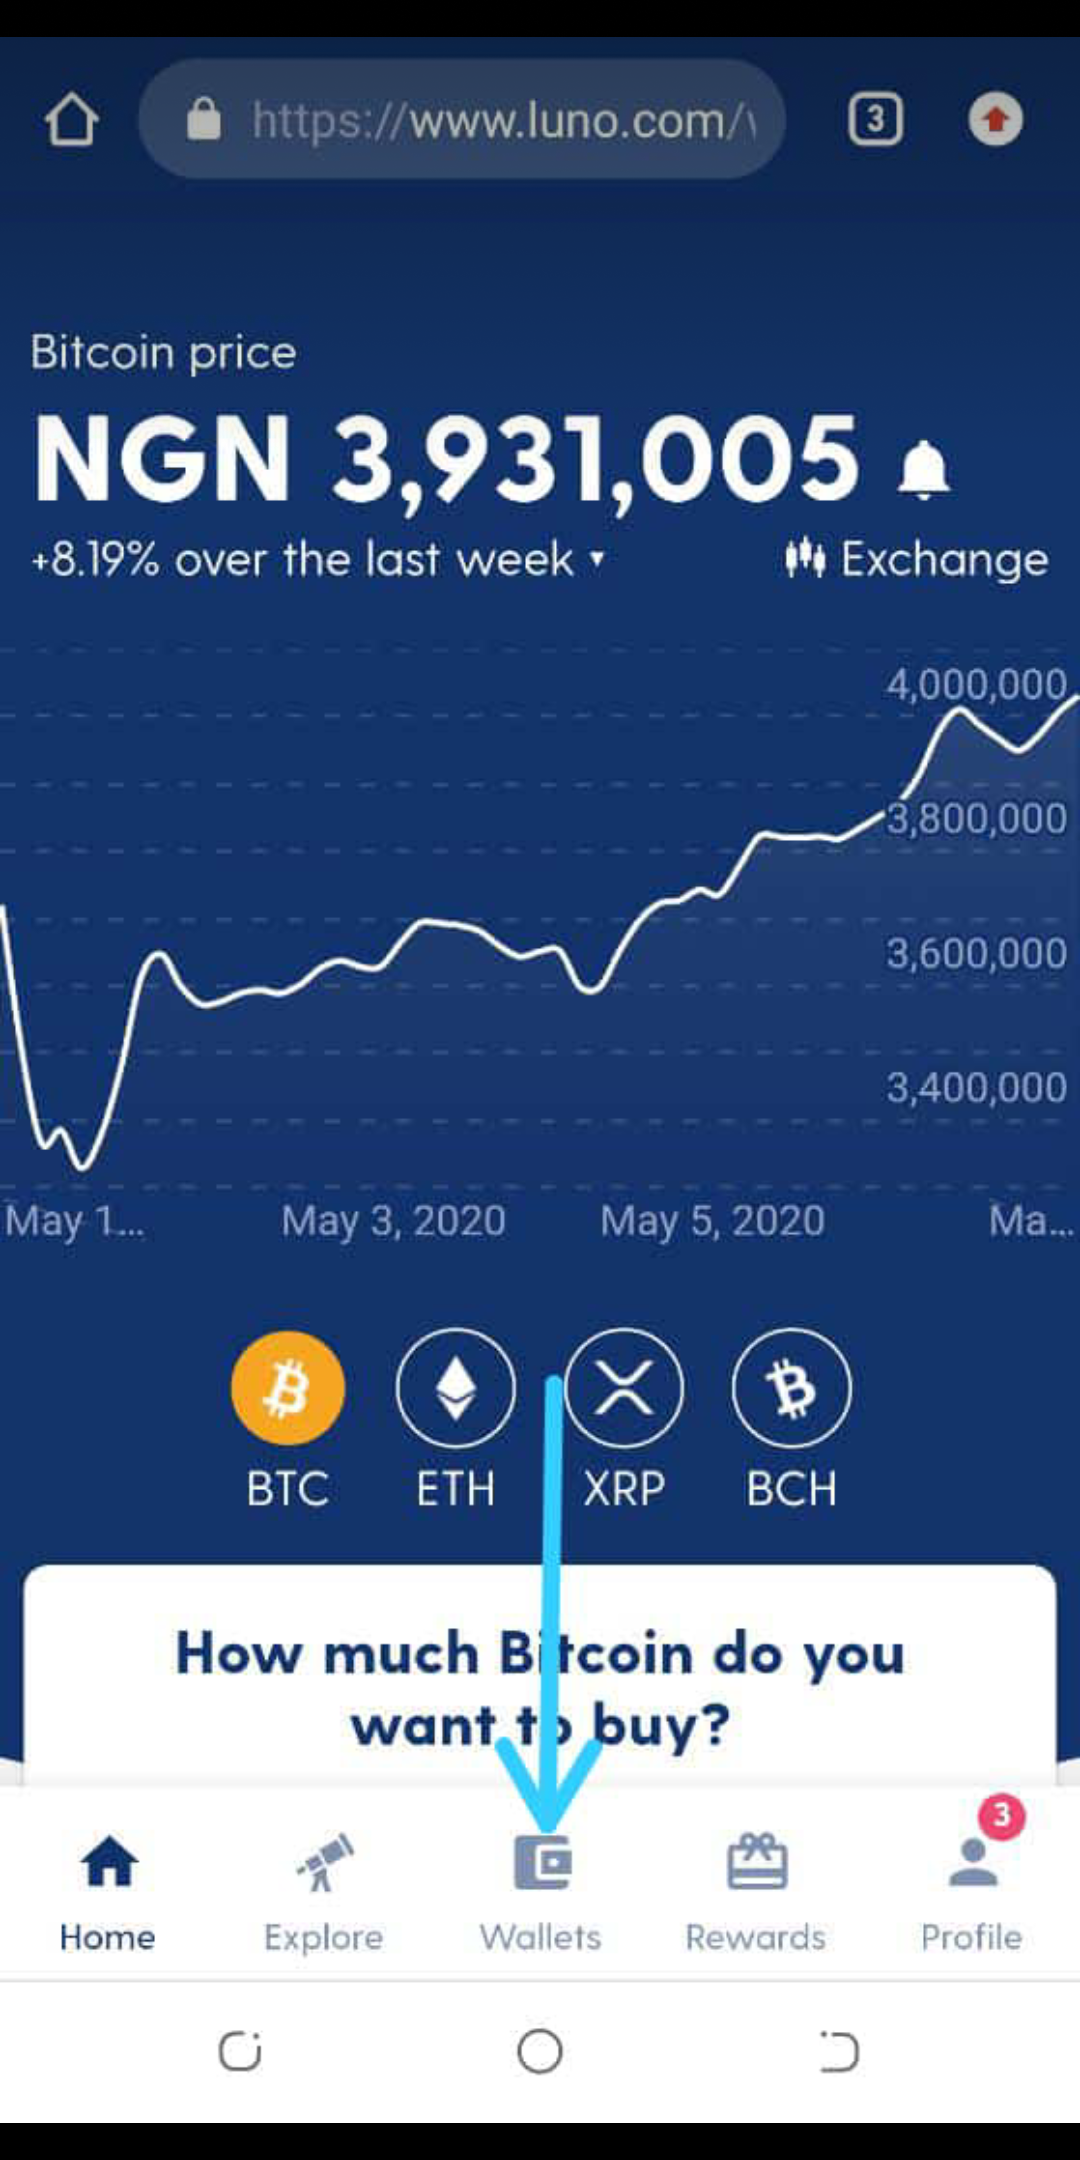 https://www.luno.com/
3
Bitcoin price
NGN 3,931,005
+8.19% over the last week
Exchange
4,000,000
3,800,000
3,600,000
3,400,000
May 1... May 3, 2020 May 5, 2020 Ma...
BTC ETH XRP BCH
How much Bitcoin do you
want to buy?
3
Home Explore Wallets Rewards Profile